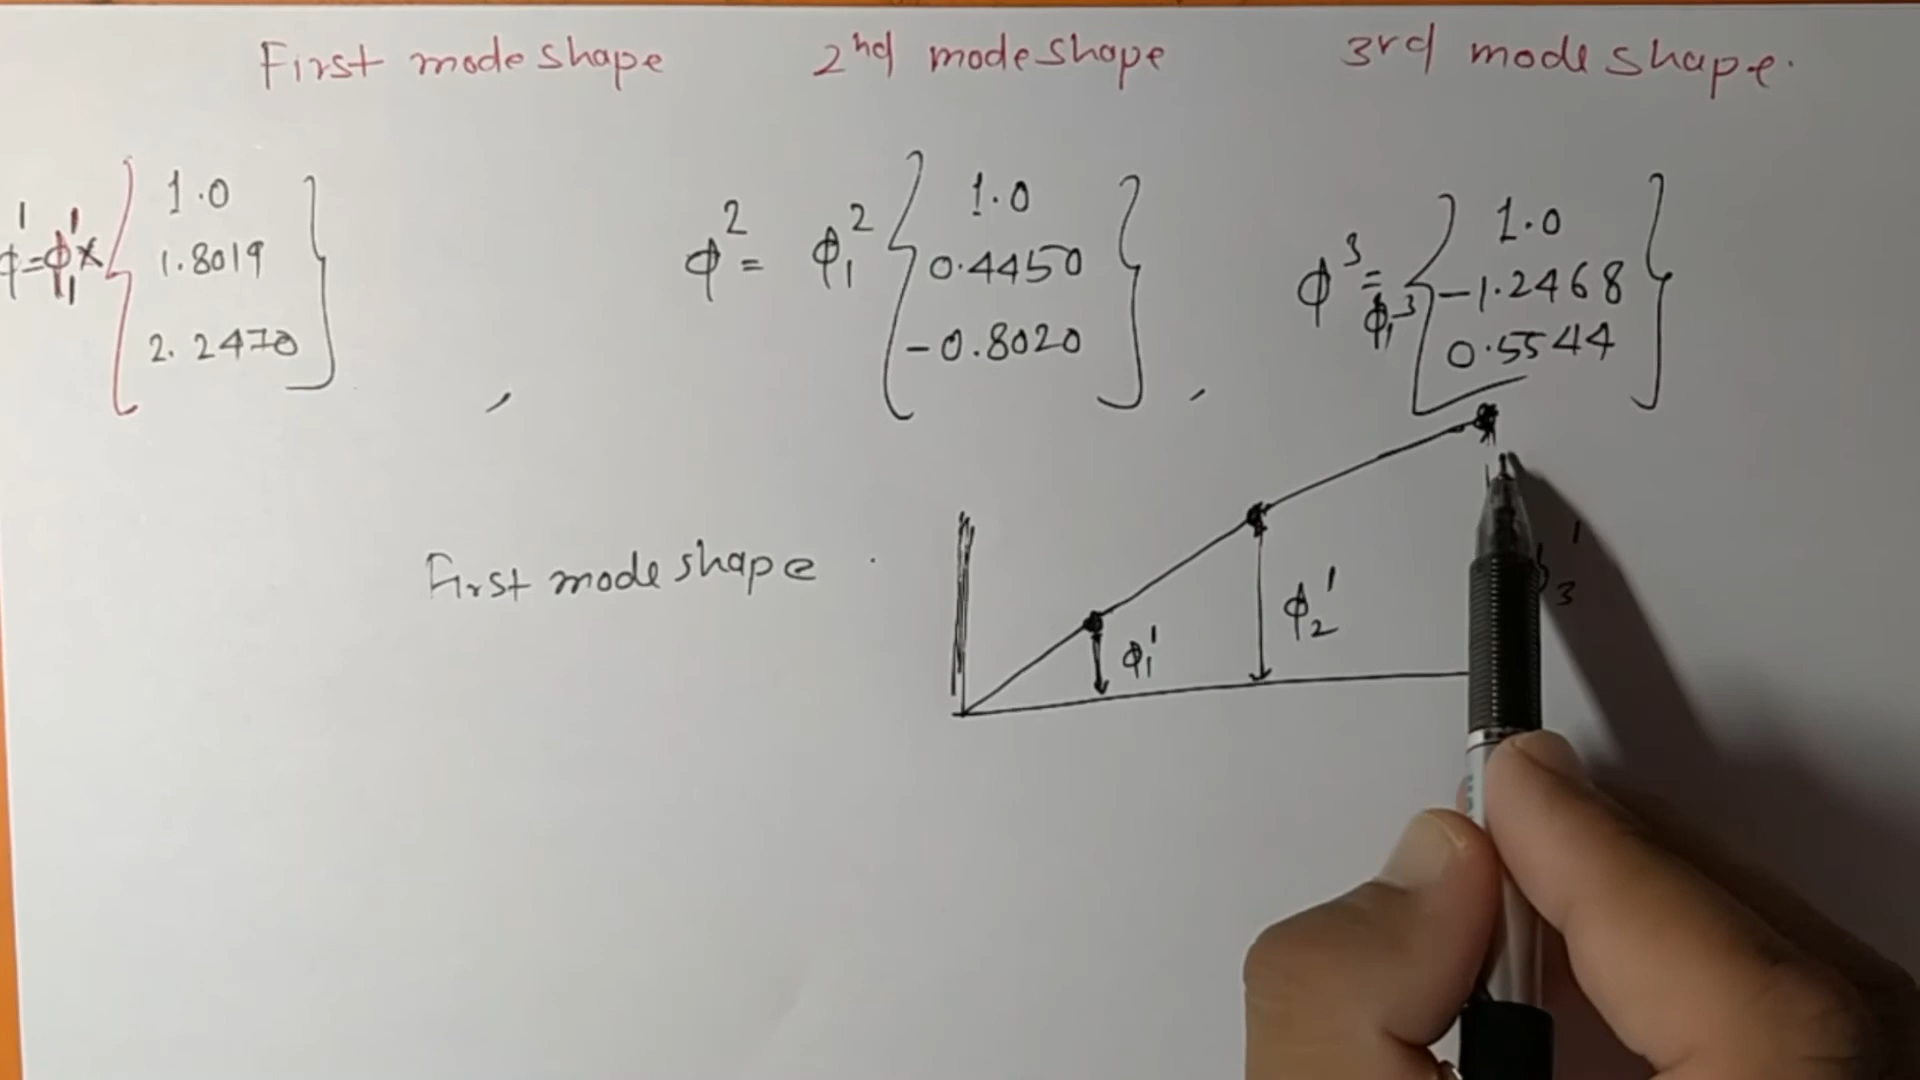 First mode shape 2nd mode shape 3rd mode shape.
ϕ¹ = ϕ₁¹ × { 1.0
1.8019
2.2470 } ,
ϕ² = ϕ₁² { 1.0
0.4450
-0.8020 } ,
ϕ³ = ϕ₁³ { 1.0
-1.2468
0.5544 }
First mode shape .
ϕ₁¹
ϕ₂¹